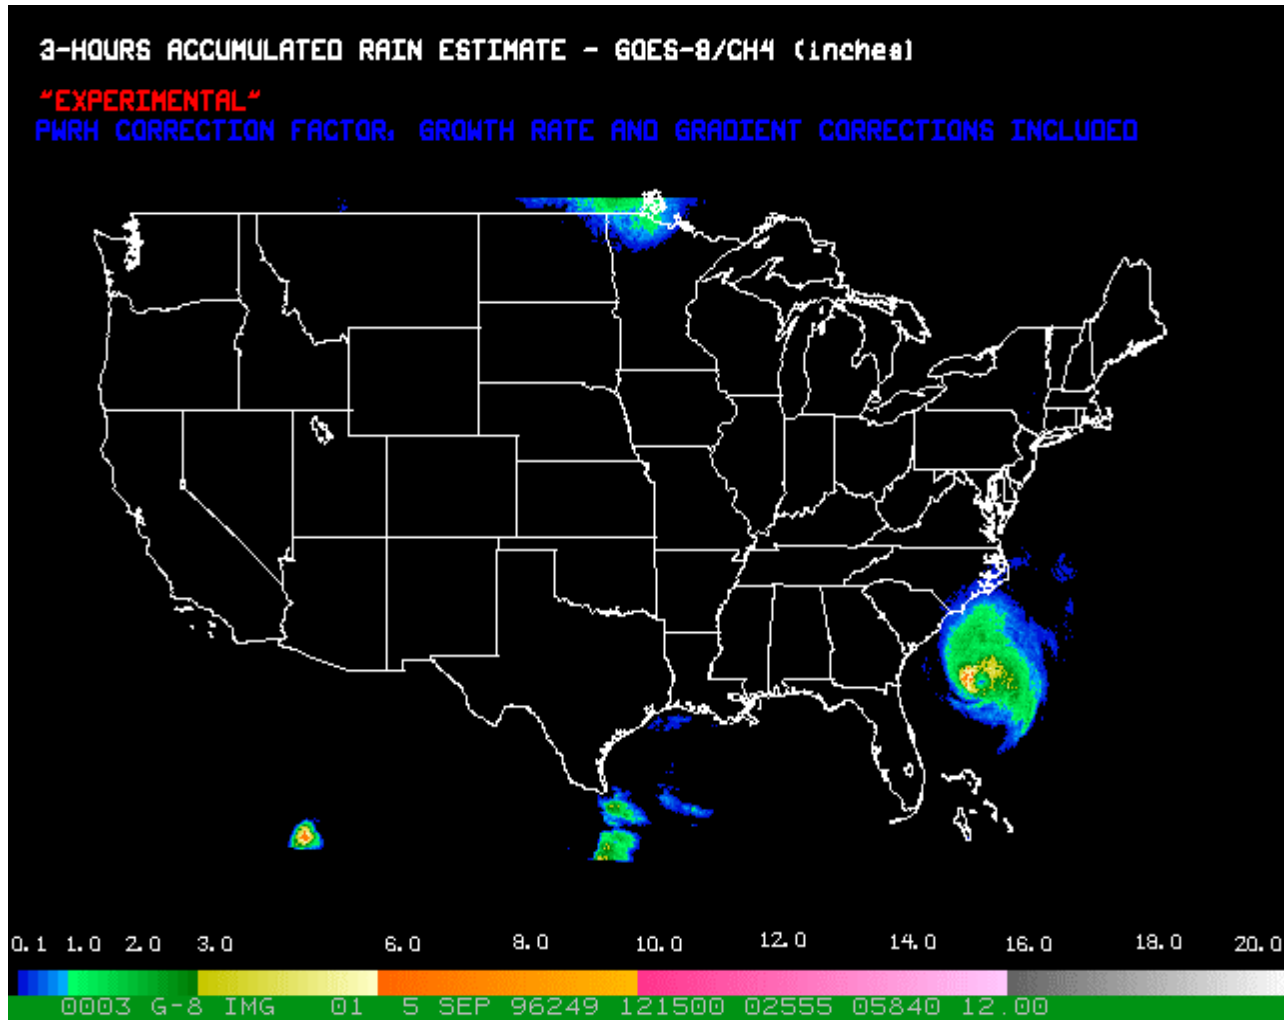 3-HOURS ACCUMULATED RAIN ESTIMATE - GOES-8/CH4 (inches)
"EXPERIMENTAL"
PWRH CORRECTION FACTOR, GROWTH RATE AND GRADIENT CORRECTIONS INCLUDED
0.1 1.0 2.0 3.0 6.0 8.0 10.0 12.0 14.0 16.0 18.0 20.0
0003 G-8 IMG 01 5 SEP 96249 121500 02555 05840 12.00